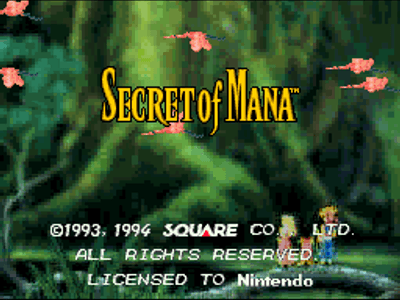 SECRET of MANA™
©1993, 1994 SQUARE CO., LTD.
ALL RIGHTS RESERVED.
LICENSED TO Nintendo